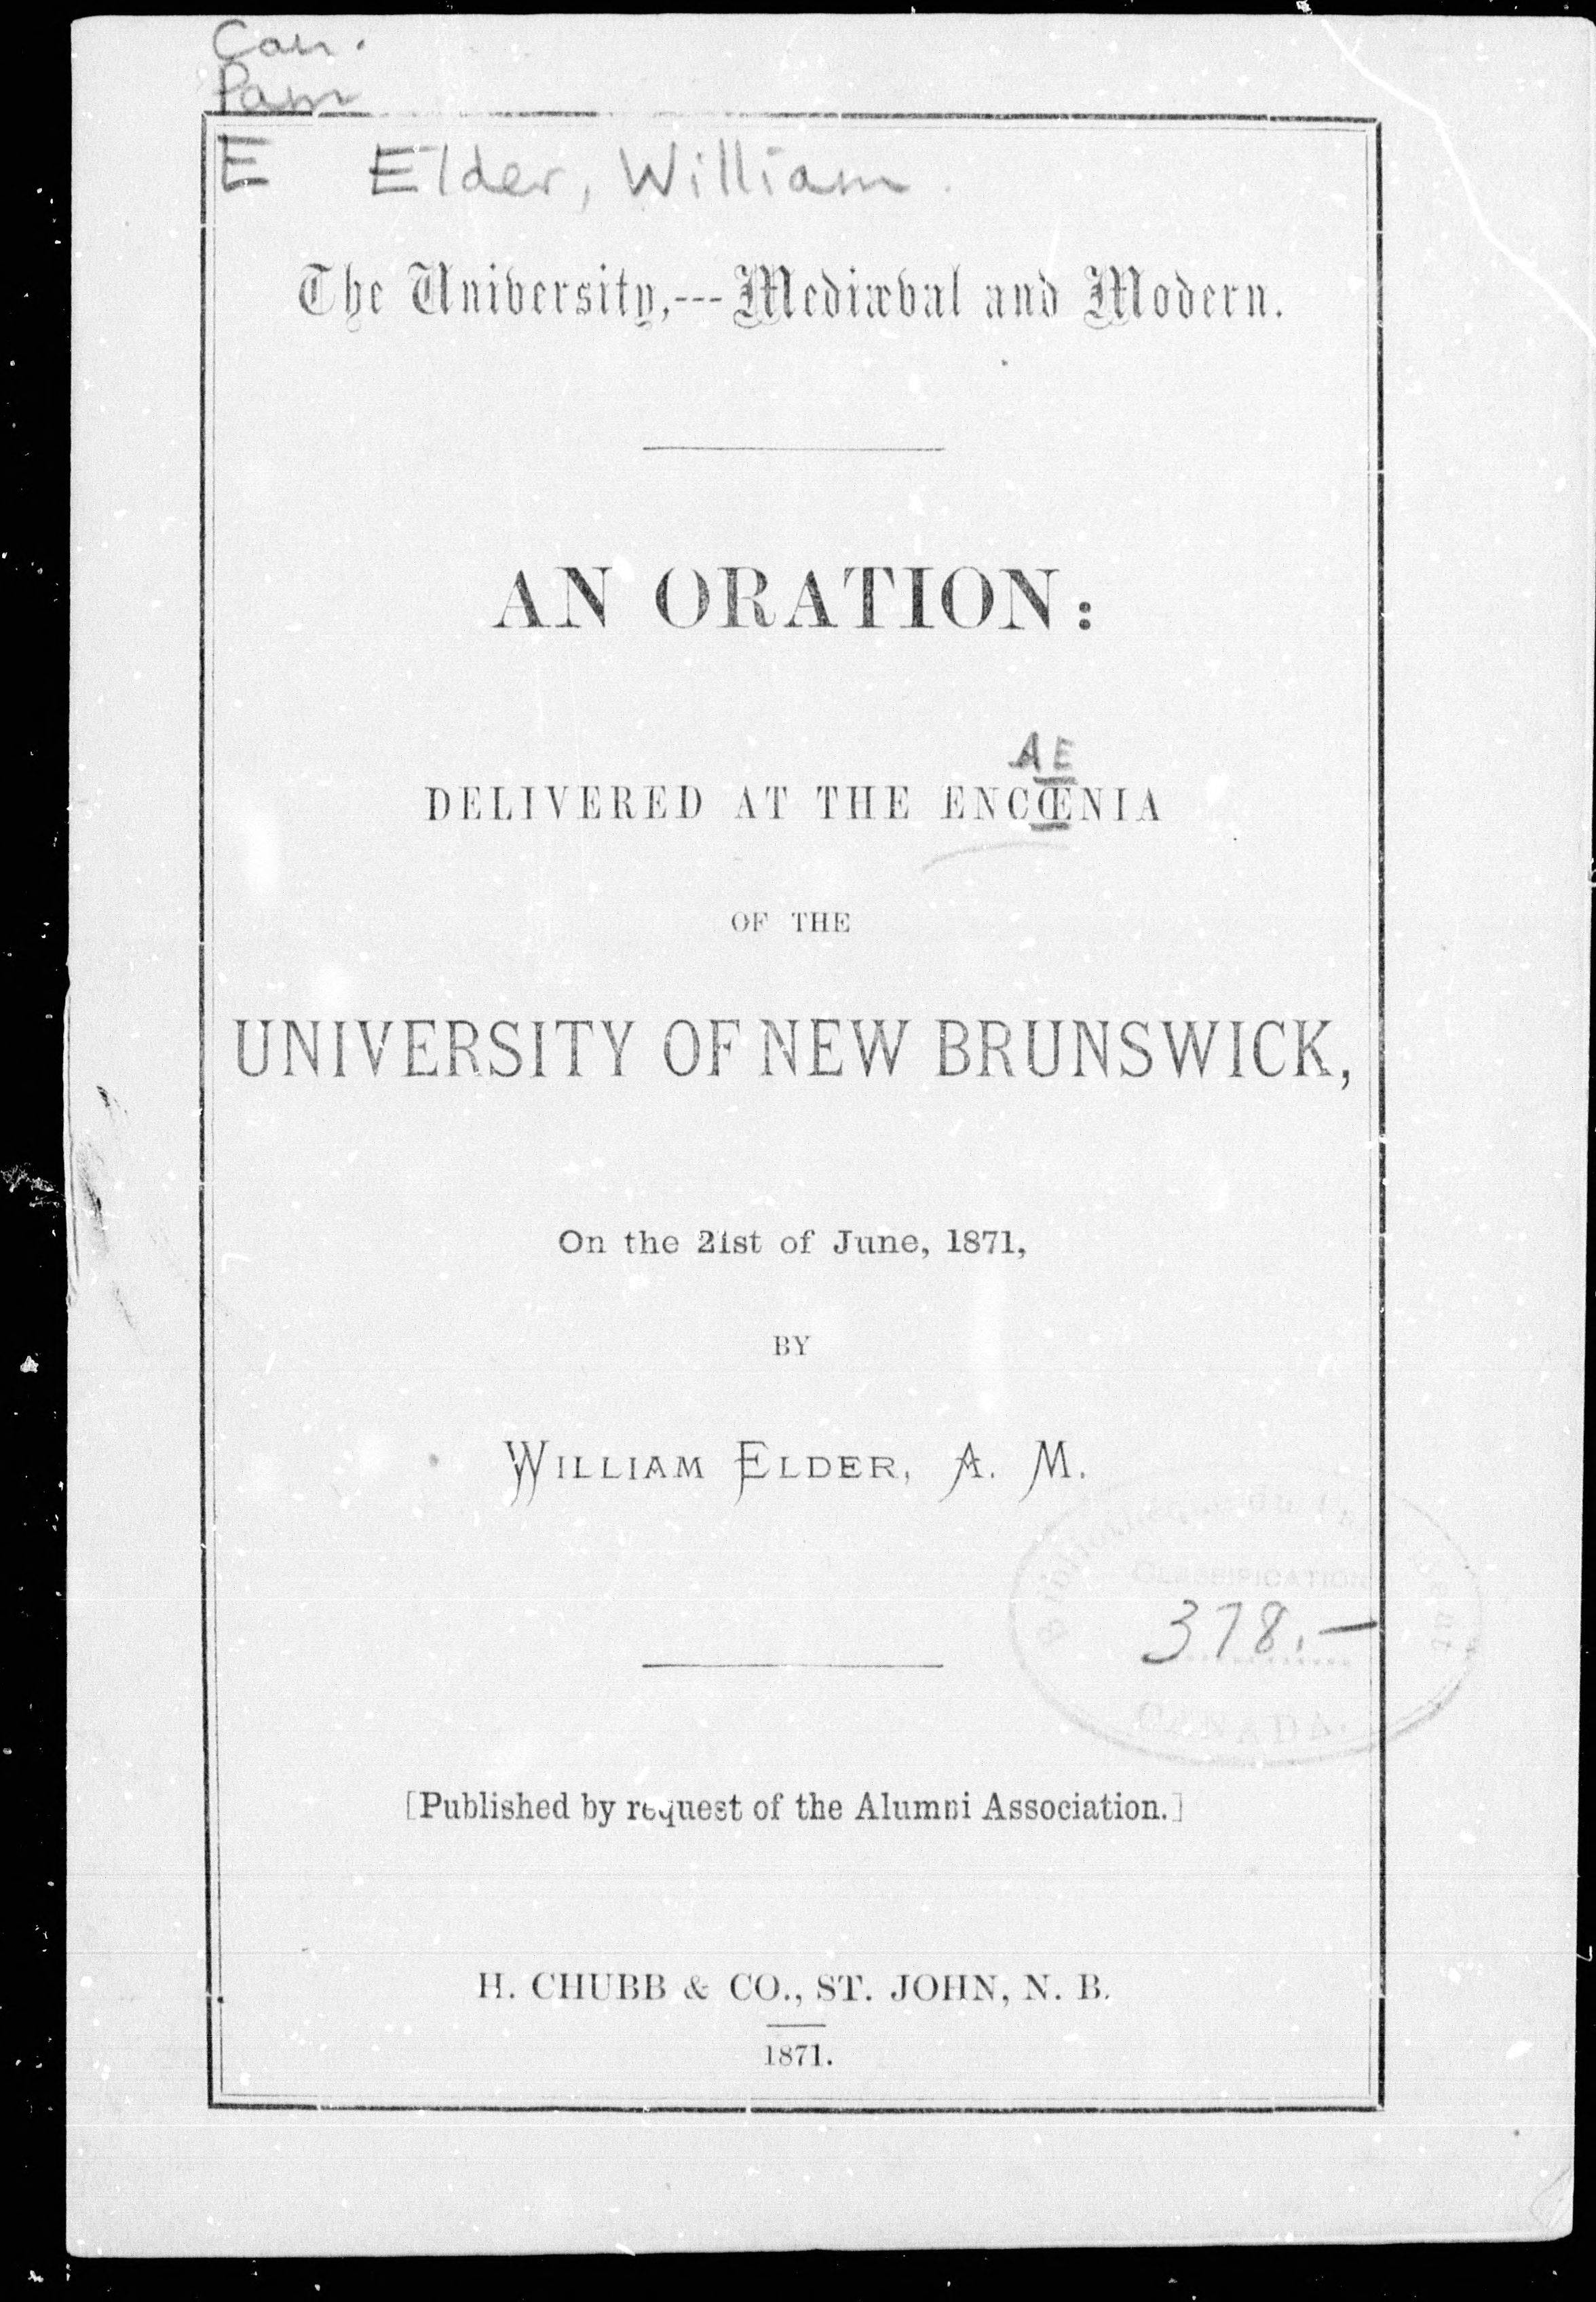 Can.
Pam
E Elder, William
The University,---Mediæval and Modern.
AN ORATION:
AE
DELIVERED AT THE ENCŒNIA
OF THE
UNIVERSITY OF NEW BRUNSWICK,
On the 21st of June, 1871,
BY
WILLIAM ELDER, A. M.
CLASSIFICATION
378.-
CANADA
[Published by request of the Alumni Association.]
H. CHUBB & CO., ST. JOHN, N. B.
1871.